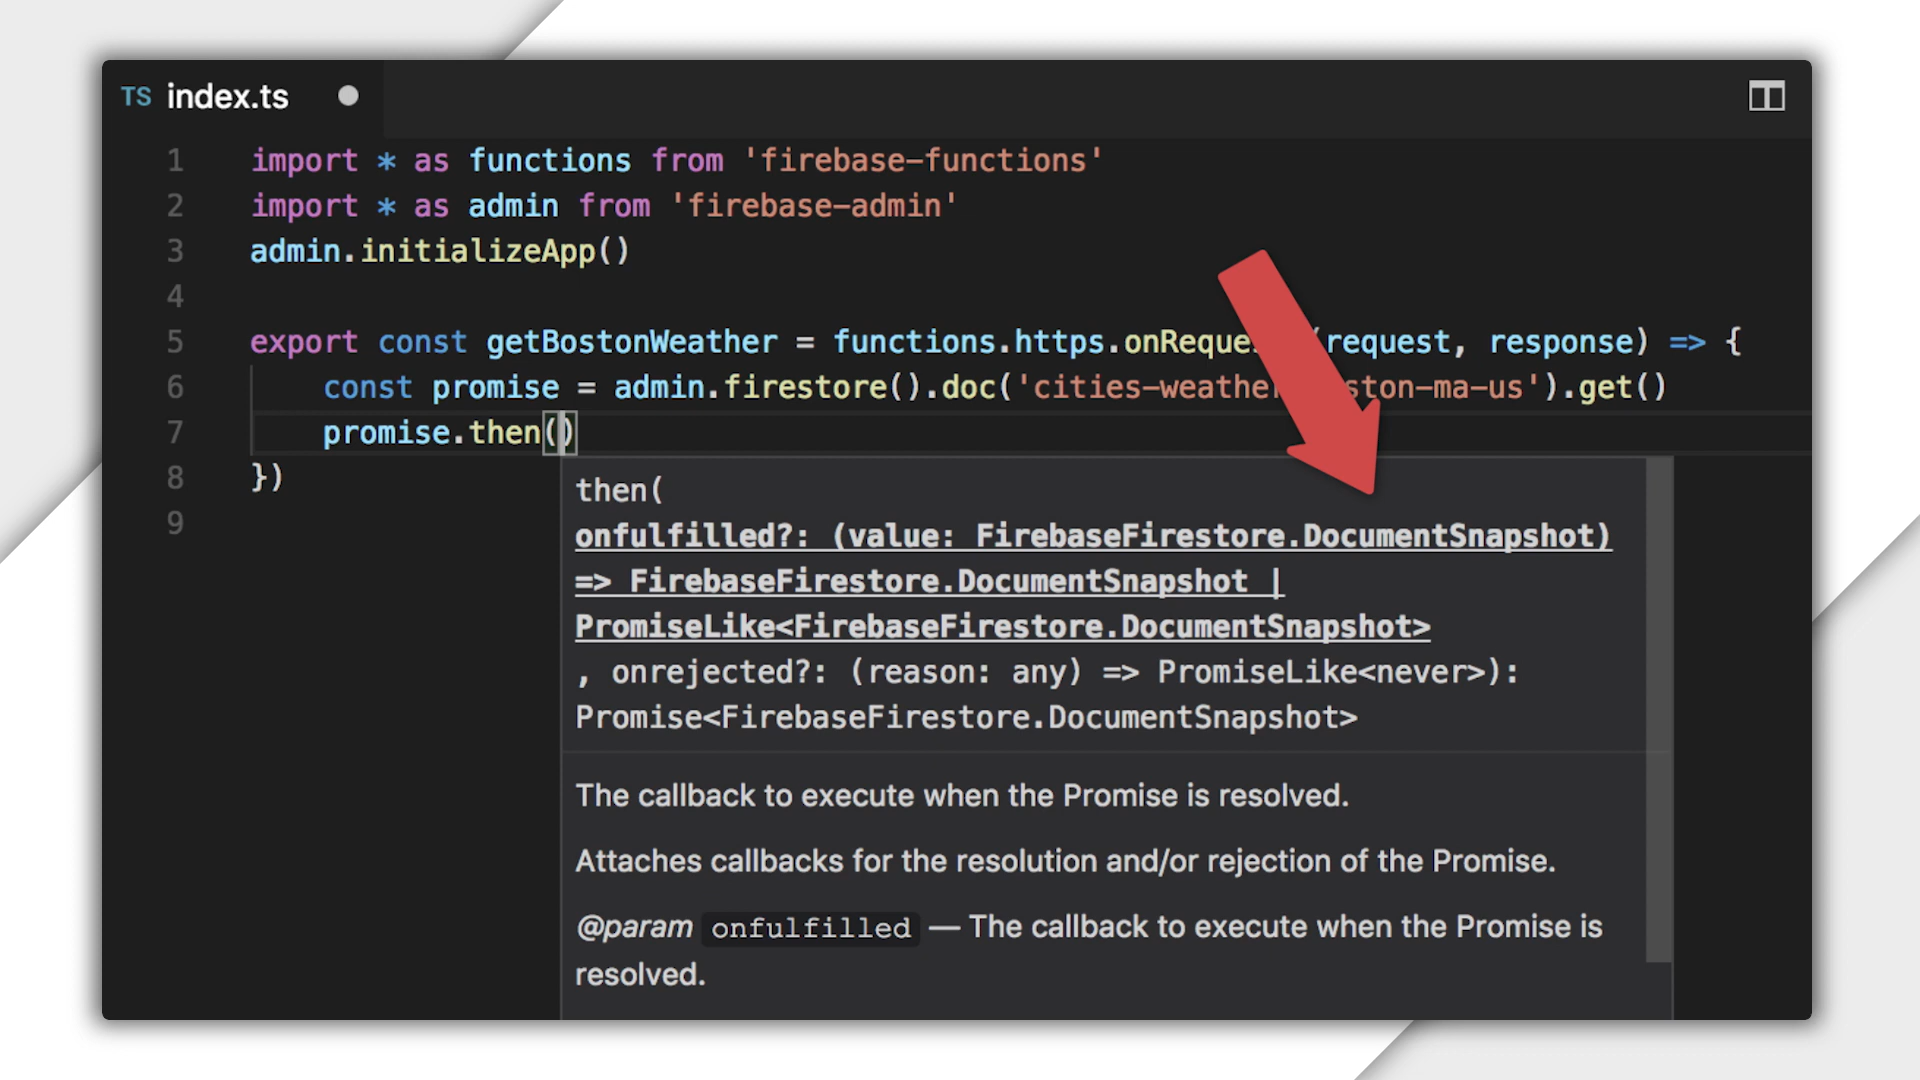 TS index.ts
1 import * as functions from 'firebase-functions'
2 import * as admin from 'firebase-admin'
3 admin.initializeApp()
4
5 export const getBostonWeather = functions.https.onReque (request, response) => {
6 const promise = admin.firestore().doc('cities-weather ston-ma-us').get()
7 promise.then()
8 })
9
then(
onfulfilled?: (value: FirebaseFirestore.DocumentSnapshot)
=> FirebaseFirestore.DocumentSnapshot |
PromiseLike<FirebaseFirestore.DocumentSnapshot>
, onrejected?: (reason: any) => PromiseLike<never>):
Promise<FirebaseFirestore.DocumentSnapshot>
The callback to execute when the Promise is resolved.
Attaches callbacks for the resolution and/or rejection of the Promise.
@param onfulfilled — The callback to execute when the Promise is
resolved.